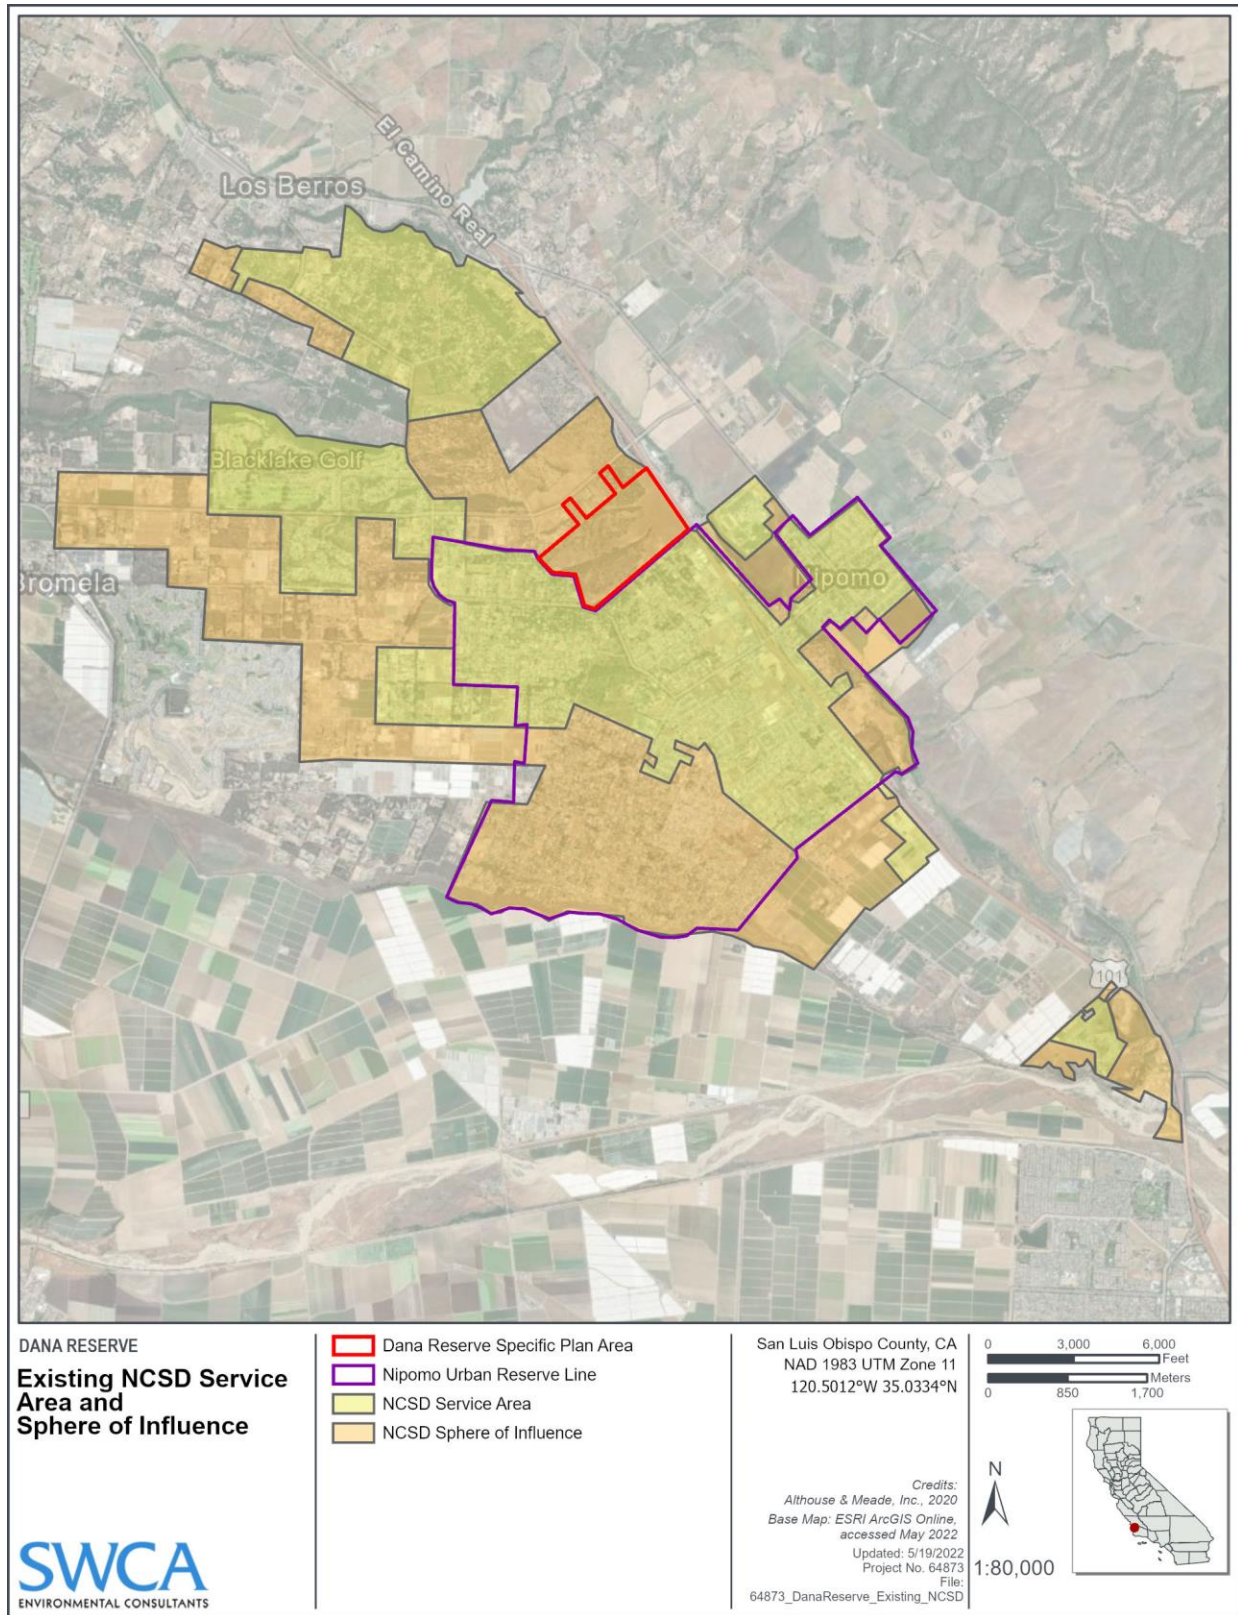 El Camino Real
Los Berros
Blacklake Golf
Bromela
Nipomo
101
DANA RESERVE
Existing NCSD Service
Area and
Sphere of Influence
SWCA
ENVIRONMENTAL CONSULTANTS
Dana Reserve Specific Plan Area
Nipomo Urban Reserve Line
NCSD Service Area
NCSD Sphere of Influence
San Luis Obispo County, CA
NAD 1983 UTM Zone 11
120.5012°W 35.0334°N
Credits:
Althouse & Meade, Inc., 2020
Base Map: ESRI ArcGIS Online,
accessed May 2022
Updated: 5/19/2022
Project No. 64873
File:
64873_DanaReserve_Existing_NCSD
0 3,000 6,000
Feet
Meters
0 850 1,700
N
1:80,000